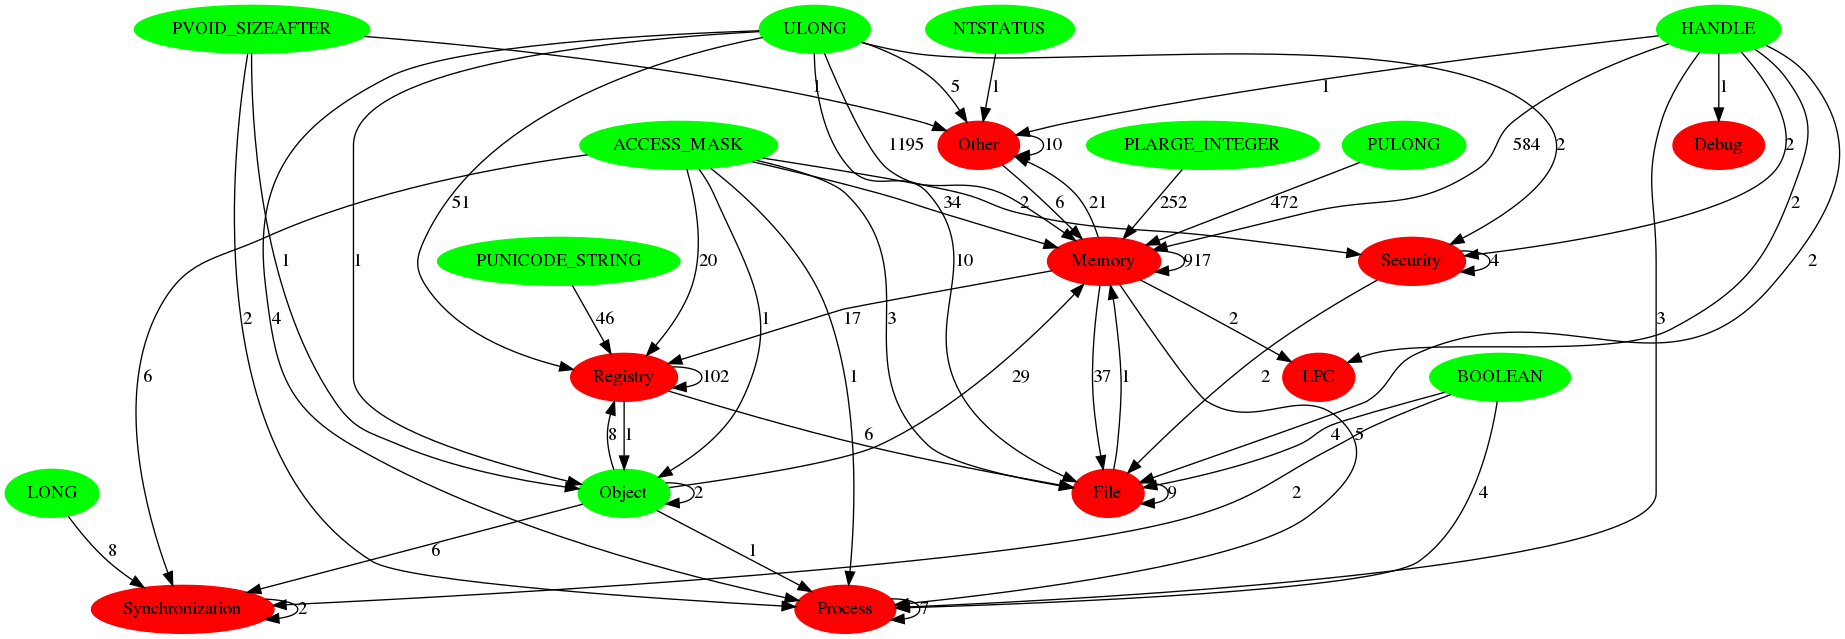 PVOID_SIZEAFTER
ULONG
NTSTATUS
HANDLE
1
5
1
1
1
ACCESS_MASK
1195
Other
10
PLARGE_INTEGER
PULONG
584
2
Debug
2
51
34
2
6
21
252
472
2
PUNICODE_STRING
1
1
20
10
Memory
917
Security
4
2
46
2
4
6
1
17
3
37
1
2
3
Registry
102
29
1
2
LPC
BOOLEAN
8
1
6
4
5
LONG
Object
2
File
9
2
4
8
6
1
Synchronization
2
Process
7